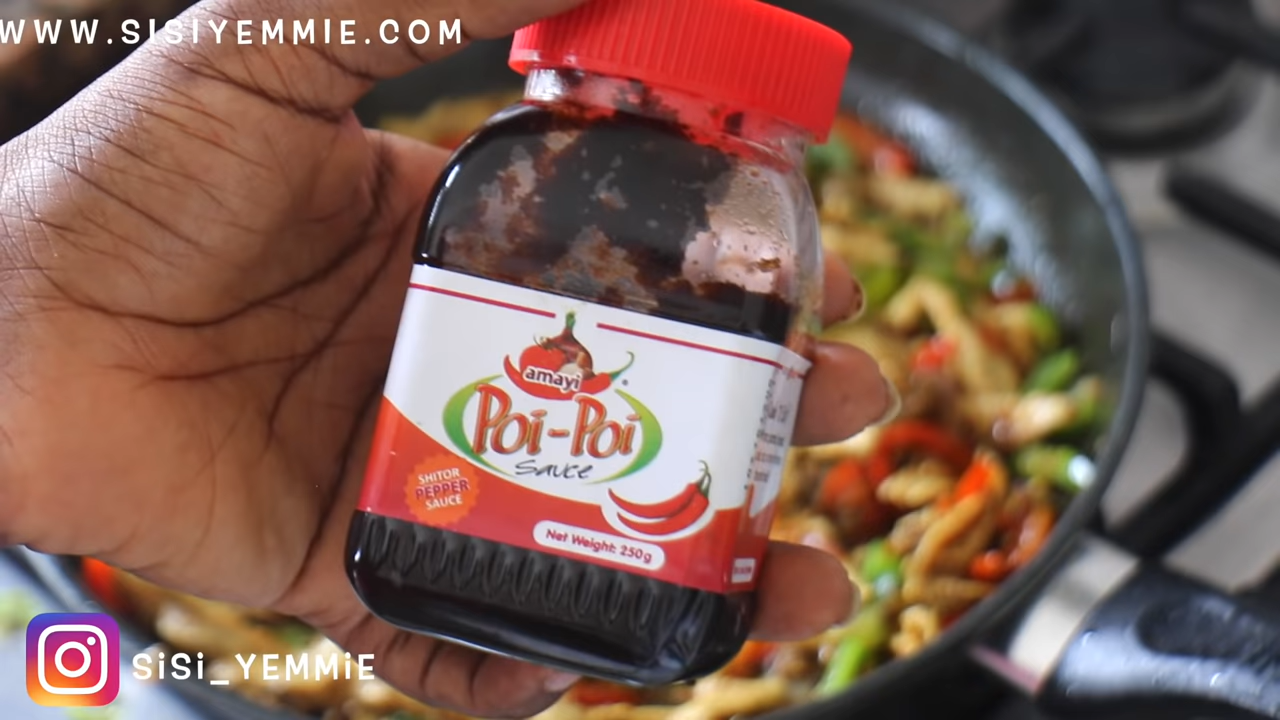 WWW.SISIYEMMIE.COM
amayi
Poi-Poi
Sauce
SHITOR
PEPPER
SAUCE
Net Weight: 250g
SiSi_YEMMiE